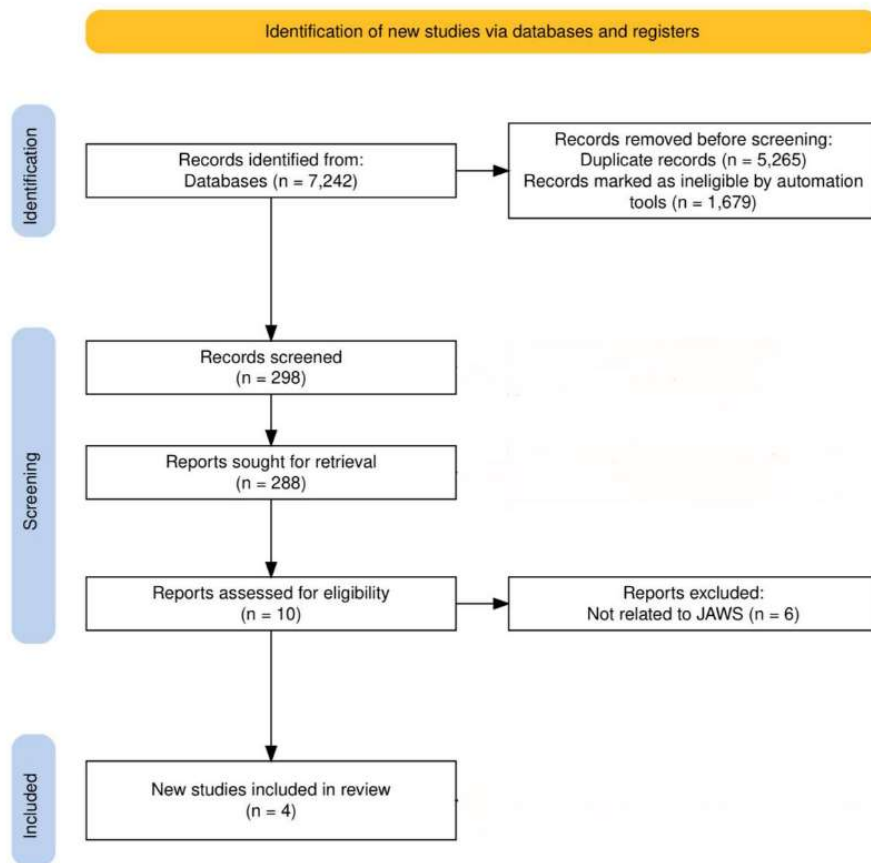 Identification of new studies via databases and registers
Identification
Records identified from:
Databases (n = 7,242)
Records removed before screening:
Duplicate records (n = 5,265)
Records marked as ineligible by automation
tools (n = 1,679)
Screening
Records screened
(n = 298)
Reports sought for retrieval
(n = 288)
Reports assessed for eligibility
(n = 10)
Reports excluded:
Not related to JAWS (n = 6)
Included
New studies included in review
(n = 4)